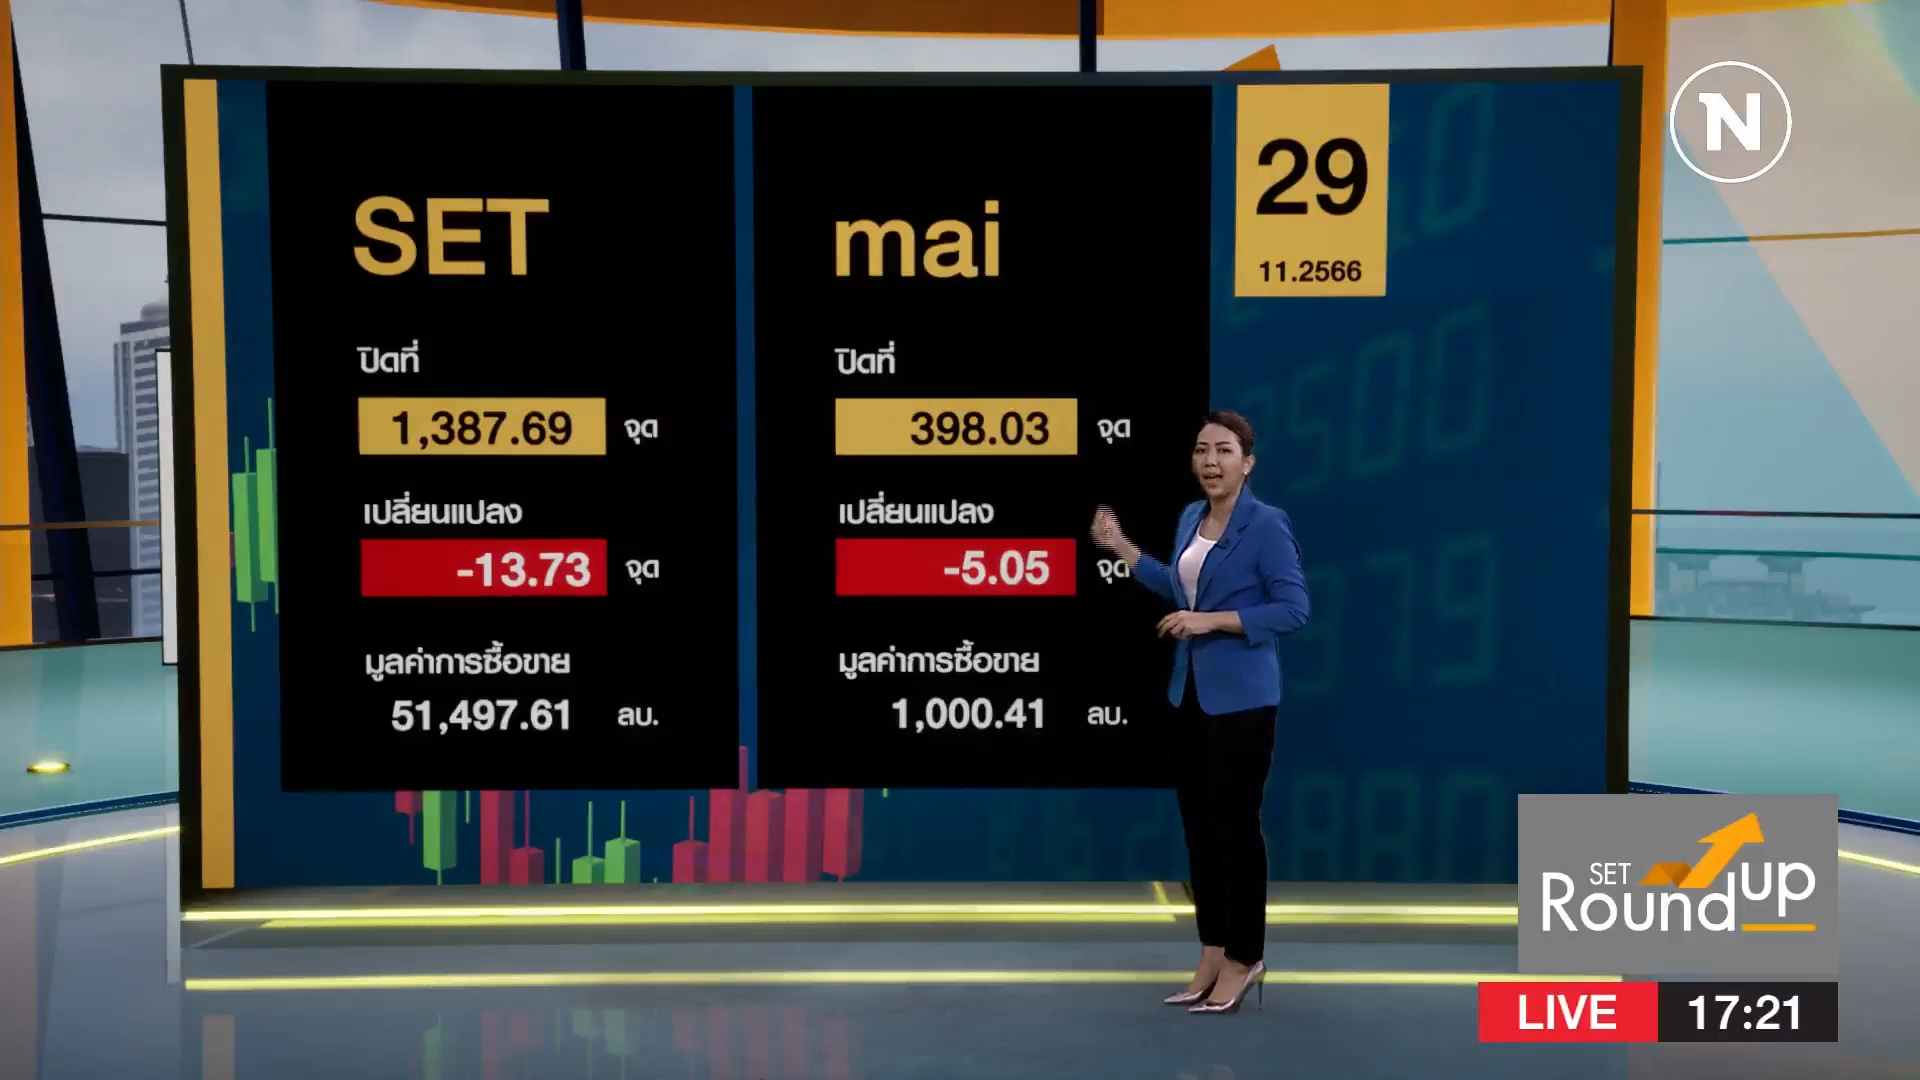 SET
ปิดที่
1,387.69 จุด
เปลี่ยนแปลง
-13.73 จุด
มูลค่าการซื้อขาย
51,497.61 ลบ.
mai
ปิดที่
398.03 จุด
เปลี่ยนแปลง
-5.05 จุด
มูลค่าการซื้อขาย
1,000.41 ลบ.
29
11.2566
N
SET
Roundup
LIVE 17:21